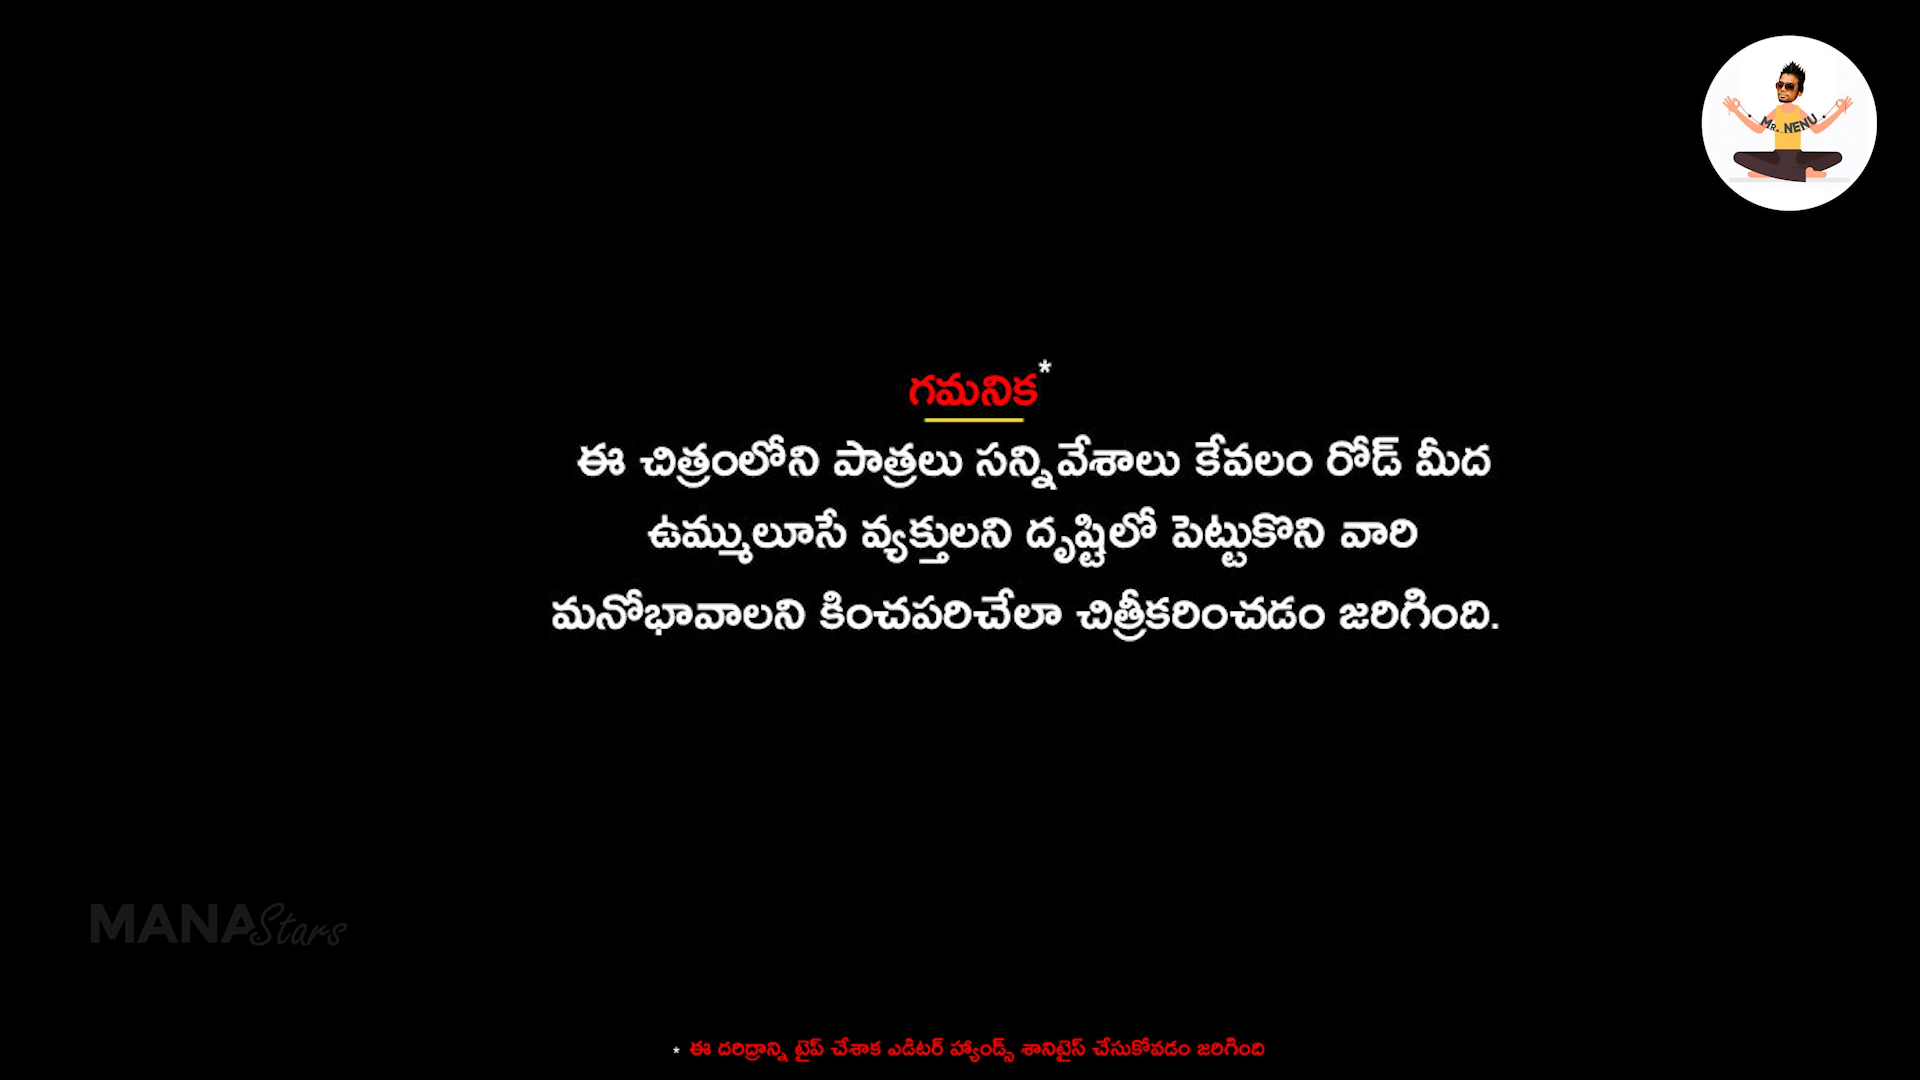 MR. NENU
గమనిక*
ఈ చిత్రంలోని పాత్రలు సన్నివేశాలు కేవలం రోడ్ మీద
ఉమ్ములూసే వ్యక్తులని దృష్టిలో పెట్టుకొని వారి
మనోభావాలని కించపరిచేలా చిత్రీకరించడం జరిగింది.
MANA Stars
* ఈ దరిద్రాన్ని టైప్ చేశాక ఎడిటర్ హ్యాండ్స్ శానిటైస్ చేసుకోవడం జరిగింది